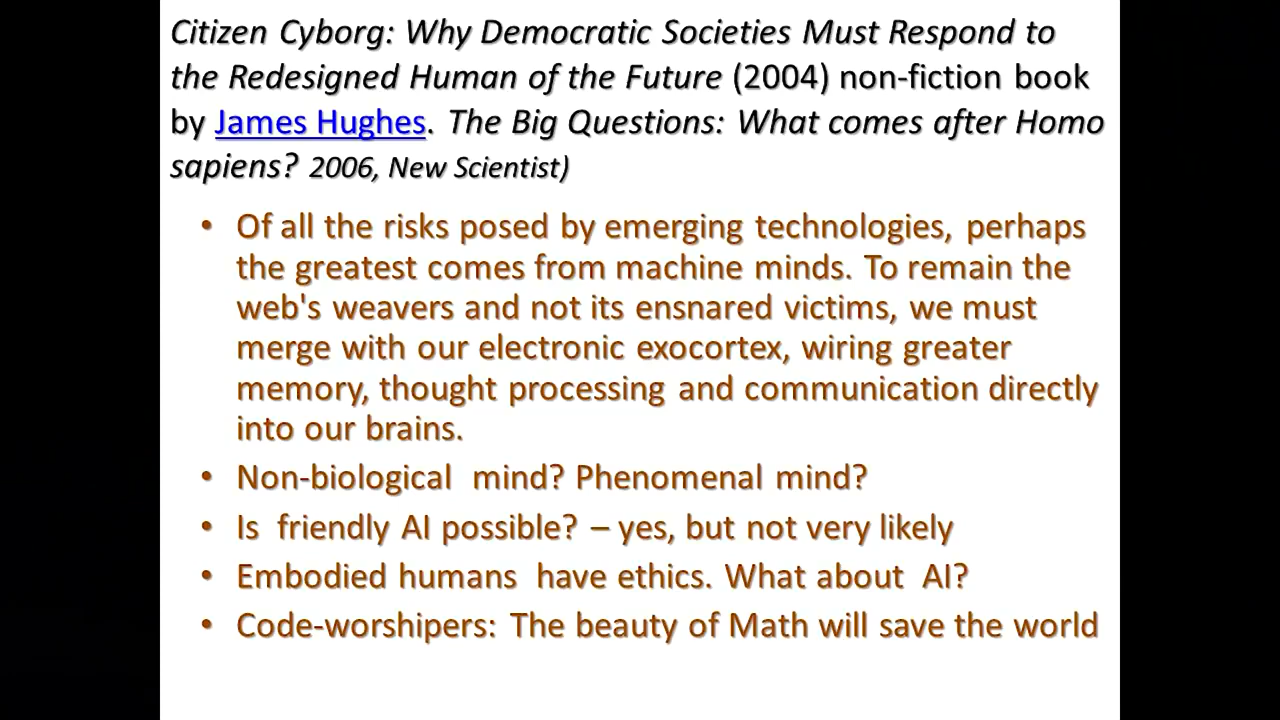 Citizen Cyborg: Why Democratic Societies Must Respond to
the Redesigned Human of the Future (2004) non-fiction book
by James Hughes. The Big Questions: What comes after Homo
sapiens? 2006, New Scientist)
• Of all the risks posed by emerging technologies, perhaps
the greatest comes from machine minds. To remain the
web's weavers and not its ensnared victims, we must
merge with our electronic exocortex, wiring greater
memory, thought processing and communication directly
into our brains.
• Non-biological mind? Phenomenal mind?
• Is friendly AI possible? – yes, but not very likely
• Embodied humans have ethics. What about AI?
• Code-worshipers: The beauty of Math will save the world